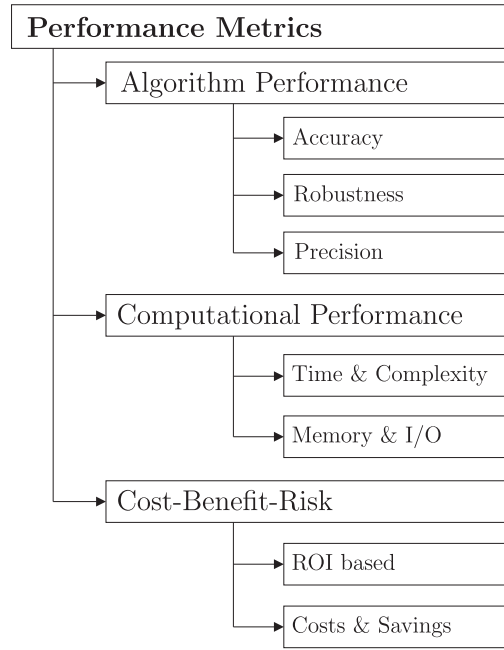 Performance Metrics
Algorithm Performance
Accuracy
Robustness
Precision
Computational Performance
Time & Complexity
Memory & I/O
Cost-Benefit-Risk
ROI based
Costs & Savings